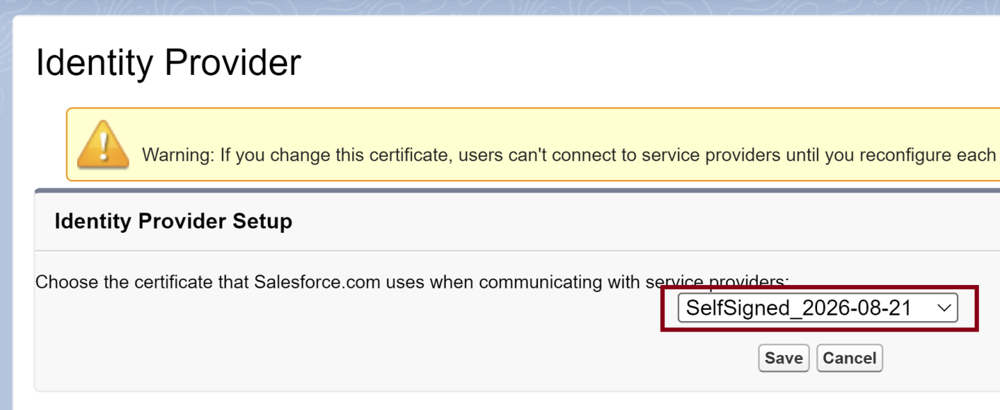 Identity Provider
Warning: If you change this certificate, users can't connect to service providers until you reconfigure each
Identity Provider Setup
Choose the certificate that Salesforce.com uses when communicating with service providers:
SelfSigned_2026-08-21
Save Cancel